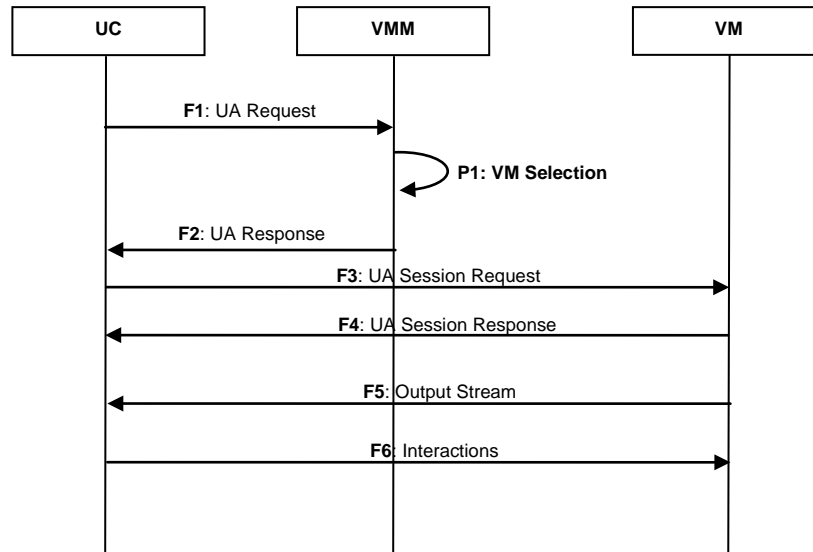 UC
VMM
VM
F1: UA Request
P1: VM Selection
F2: UA Response
F3: UA Session Request
F4: UA Session Response
F5: Output Stream
F6: Interactions